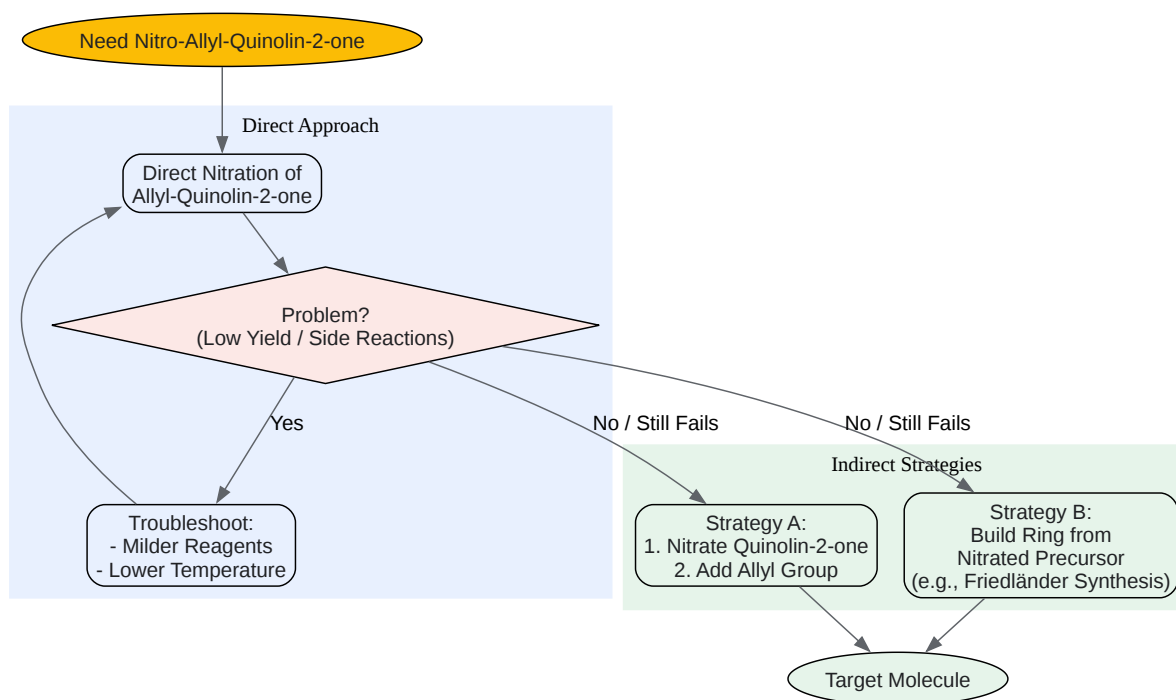 Need Nitro-Allyl-Quinolin-2-one
Direct Approach
Direct Nitration of
Allyl-Quinolin-2-one
Problem?
(Low Yield / Side Reactions)
Yes
No / Still Fails
No / Still Fails
Indirect Strategies
Troubleshoot:
- Milder Reagents
- Lower Temperature
Strategy A:
1. Nitrate Quinolin-2-one
2. Add Allyl Group
Strategy B:
Build Ring from
Nitrated Precursor
(e.g., Friedländer Synthesis)
Target Molecule